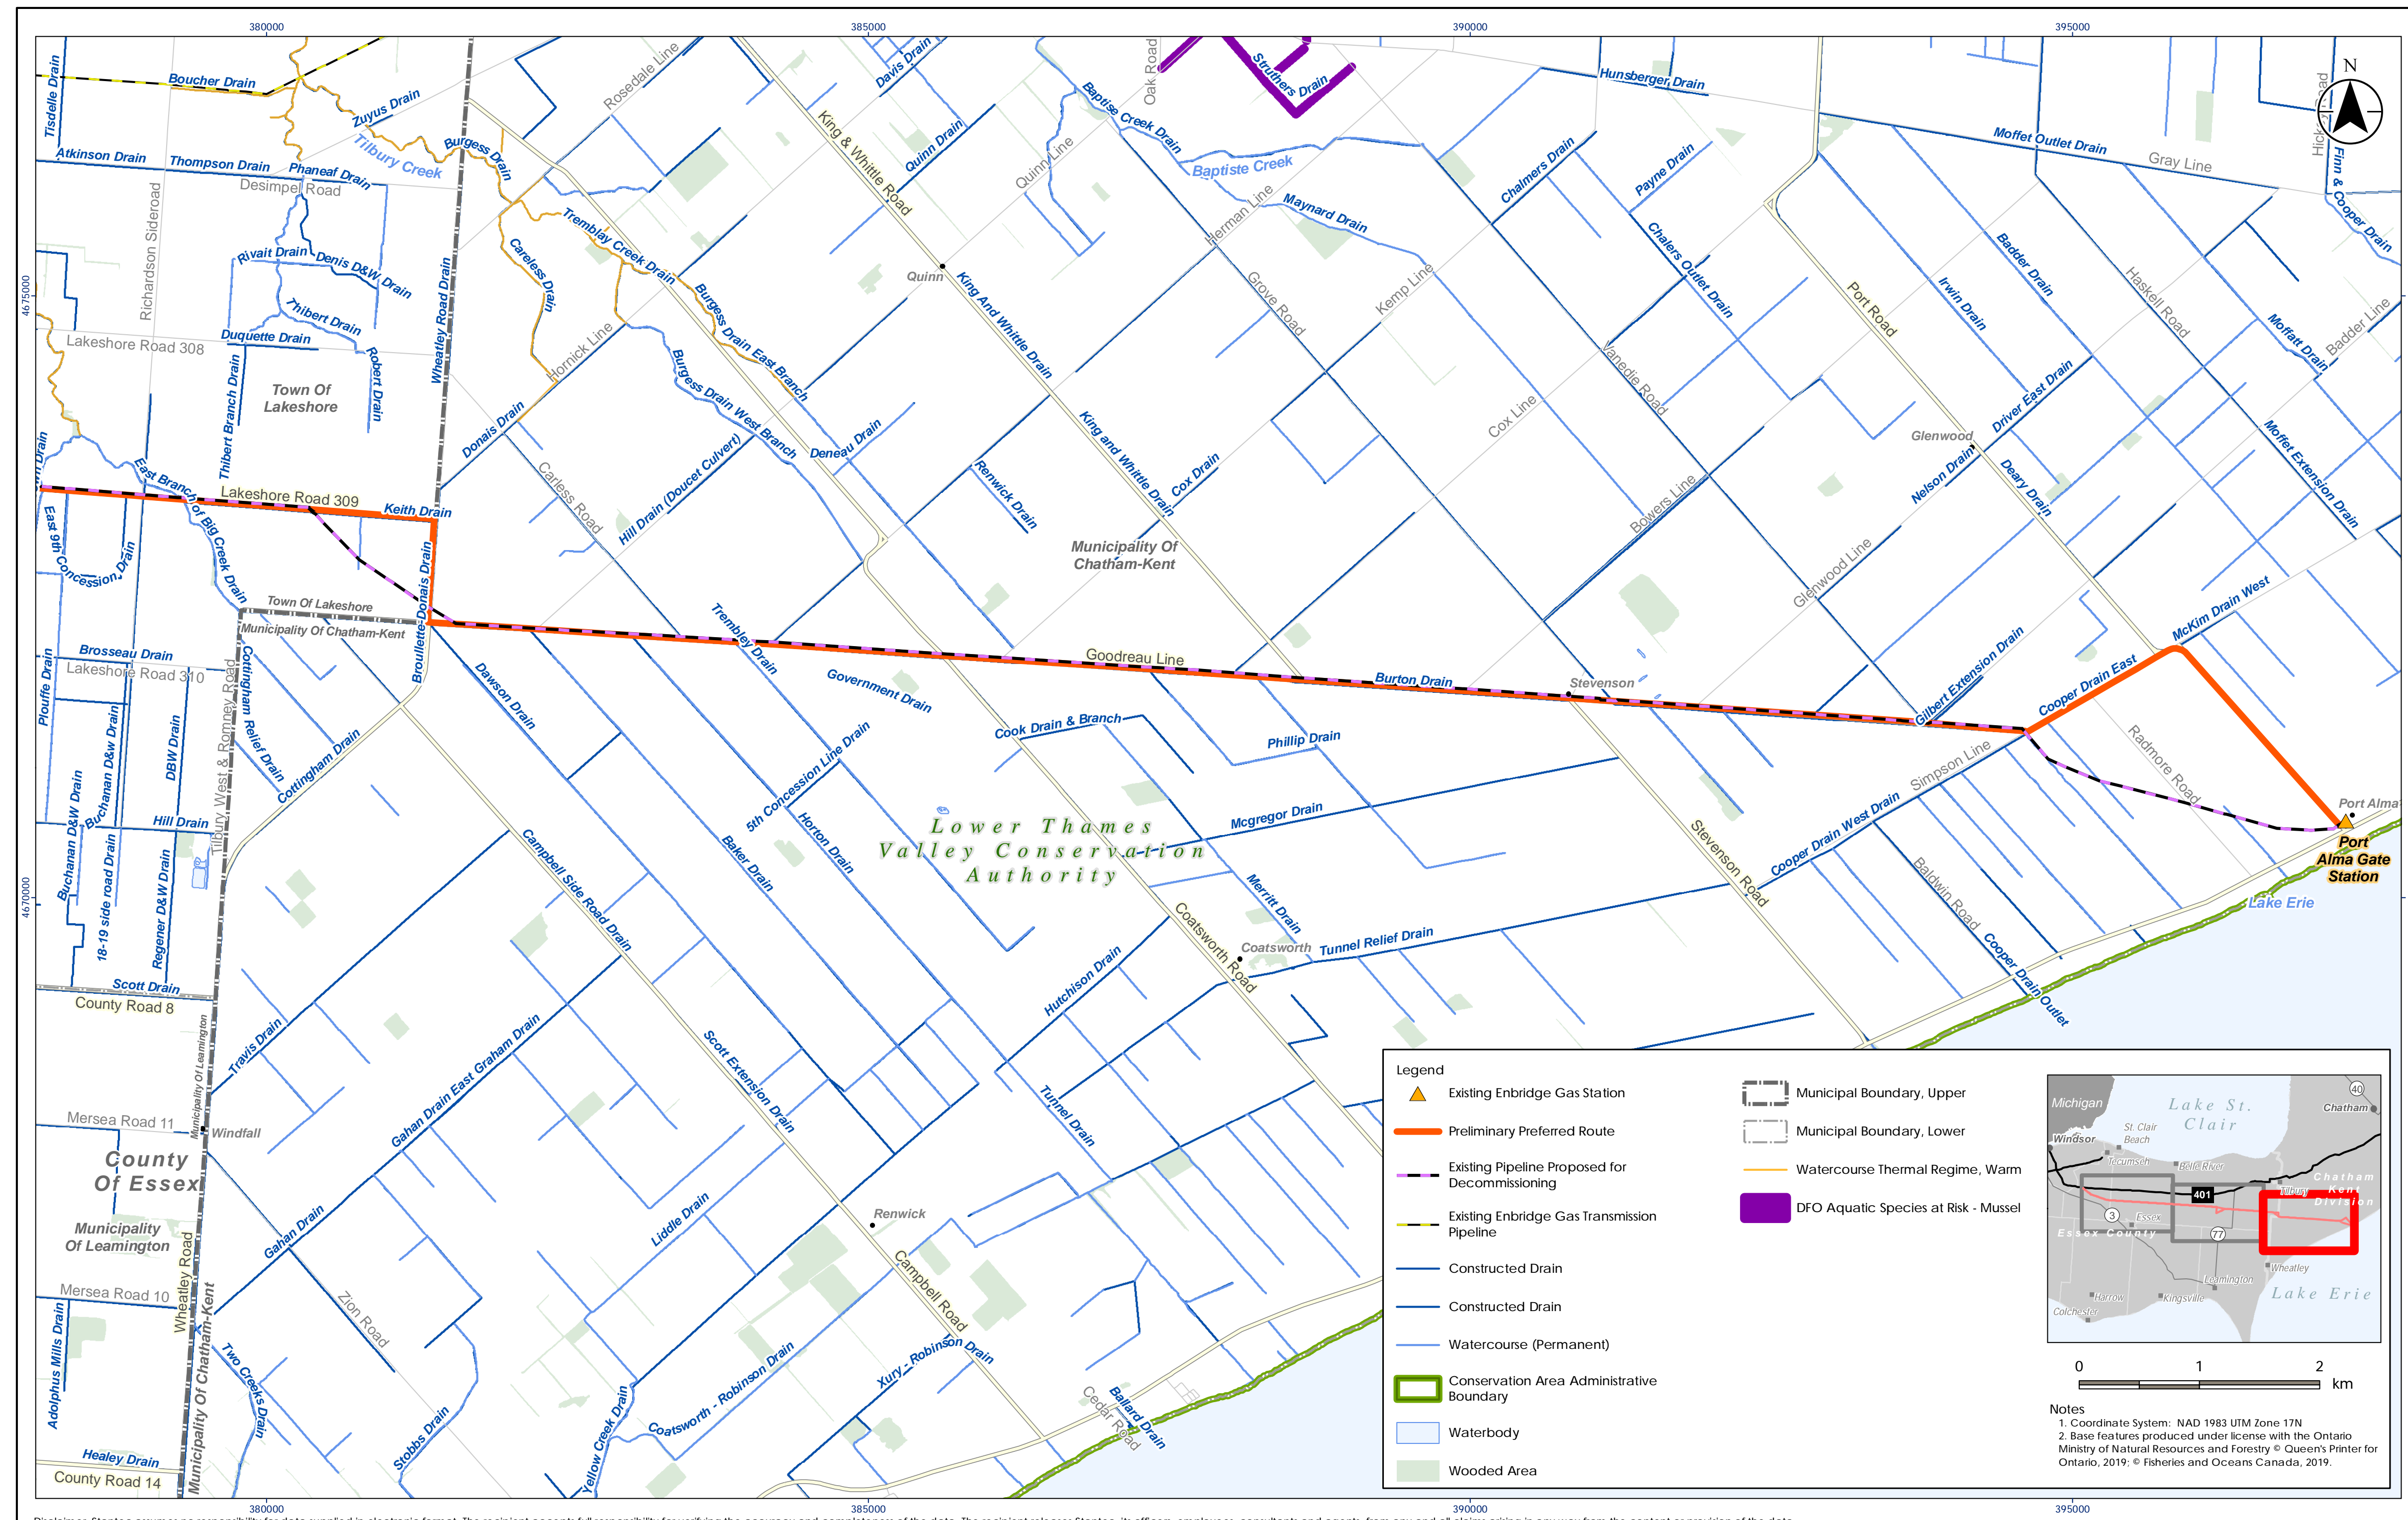 380000
385000
390000
395000
Tisdelle Drain
Boucher Drain
Zuyus Drain
Tilbury Creek
Burgess Drain
Rosedale Line
Davis Drain
King & Whittle Road
Quinn Drain
Quinn Line
Oak Road
Struthers Drain
Baptise Creek Drain
Baptiste Creek
Hunsberger Drain
Moffet Outlet Drain
Gray Line
Finn & Cooper Drain
N
Atkinson Drain
Thompson Drain
Phaneaf Drain
Desimpel Road
Richardson Sideroad
Rivait Drain
Denis D&W Drain
Thibert Drain
Duquette Drain
Lakeshore Road 308
Robert Drain
Thibert Branch Drain
Town Of
Lakeshore
Wheatley Road Drain
Careless Drain
Tremblay Creek Drain
Burgess Drain East Branch
Burgess Drain West Branch
Hornick Line
Donais Drain
Carless Road
Hill Drain (Doucet Culvert)
Deneau Drain
Quinn
King And Whittle Drain
King and Whittle Drain
Cox Drain
Renwick Drain
Herman Line
Maynard Drain
Grove Road
Kemp Line
Chalmers Drain
Payne Drain
Chalers Outlet Drain
Vanedie Road
Cox Line
Bowers Line
Port Road
Irwin Drain
Badder Drain
Haskell Road
Moffatt Drain
Badder Line
Driver East Drain
Glenwood
Nelson Drain
Deary Drain
Moffet Extension Drain
Glenwood Line
McKim Drain West
4675000
East Branch of Big Creek Drain
Lakeshore Road 309
Keith Drain
East 9th Concession Drain
Town Of Lakeshore
Municipality Of Chatham-Kent
Brouillette-Donais Drain
Municipality Of
Chatham-Kent
Goodreau Line
Burton Drain
Stevenson
Gilbert Extension Drain
Cooper Drain East
Simpson Line
Radmore Road
Port Alma
Port
Alma Gate
Station
Lake Erie
Brosseau Drain
Lakeshore Road 310
Plouffe Drain
Buchanan D&W Drain
Buchanan D&w Drain
DBW Drain
Hill Drain
18-19 side road Drain
Regener D&W Drain
Scott Drain
County Road 8
Tilbury West & Romney Road
Cottingham Relief Drain
Cottingham Drain
Dawson Drain
Trembley Drain
Government Drain
5th Concession Line Drain
Horton Drain
Baker Drain
Campbell Side Road Drain
Cook Drain & Branch
Phillip Drain
Mcgregor Drain
Merritt Drain
Lower Thames
Valley Conservation
Authority
Coatsworth
Coatsworth Road
Tunnel Relief Drain
Hutchison Drain
Stevenson Road
Cooper Drain West Drain
Baldwin Road
Cooper Drain Outlet
4670000
Travis Drain
Municipality Of Leamington
Mersea Road 11
Windfall
County
Of Essex
Municipality
Of Leamington
Mersea Road 10
Adolphus Mills Drain
Healey Drain
County Road 14
Wheatley Road
Municipality Of Chatham-Kent
Gahan Drain East Graham Drain
Gahan Drain
Zion Road
Two Creeks Drain
Stobbs Drain
Yellow Creek Drain
Liddle Drain
Scott Extension Drain
Tunnel Drain
Renwick
Campbell Road
Coatsworth - Robinson Drain
Xury - Robinson Drain
Cedar Road
Ballard Drain
Legend
Existing Enbridge Gas Station
Preliminary Preferred Route
Existing Pipeline Proposed for
Decommissioning
Existing Enbridge Gas Transmission
Pipeline
Constructed Drain
Constructed Drain
Watercourse (Permanent)
Conservation Area Administrative
Boundary
Waterbody
Wooded Area
Municipal Boundary, Upper
Municipal Boundary, Lower
Watercourse Thermal Regime, Warm
DFO Aquatic Species at Risk - Mussel
Michigan
Lake St.
Clair
40
Chatham
Windsor
St. Clair
Beach
Tecumseh
Belle River
Chatham
Kent
Division
Tilbury
401
3
Essex
Essex County
77
Wheatley
Leamington
Harrow
Kingsville
Colchester
Lake Erie
0 1 2
km
Notes
1. Coordinate System: NAD 1983 UTM Zone 17N
2. Base features produced under license with the Ontario
Ministry of Natural Resources and Forestry © Queen's Printer for
Ontario, 2019; © Fisheries and Oceans Canada, 2019.
380000
385000
390000
395000